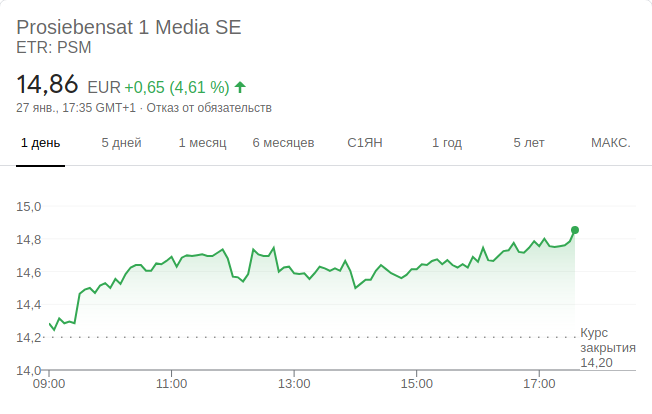 Prosiebensat 1 Media SE
ETR: PSM
14,86 EUR +0,65 (4,61 %)
27 янв., 17:35 GMT+1 · Отказ от обязательств
1 день 5 дней 1 месяц 6 месяцев С1ЯН 1 год 5 лет МАКС.
15,0
14,8
14,6
14,4
14,2
Курс
закрытия
14,20
14,0
09:00 11:00 13:00 15:00 17:00